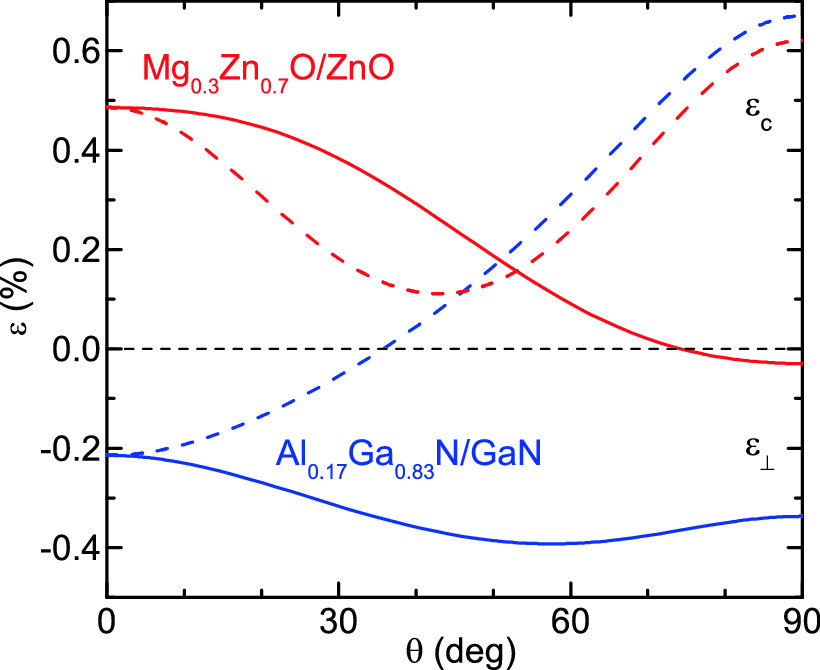 0.6
Mg0.3Zn0.7O/ZnO
εc
0.4
0.2
ε (%)
0.0
-0.2
Al0.17Ga0.83N/GaN
ε⊥
-0.4
0 30 60 90
θ (deg)